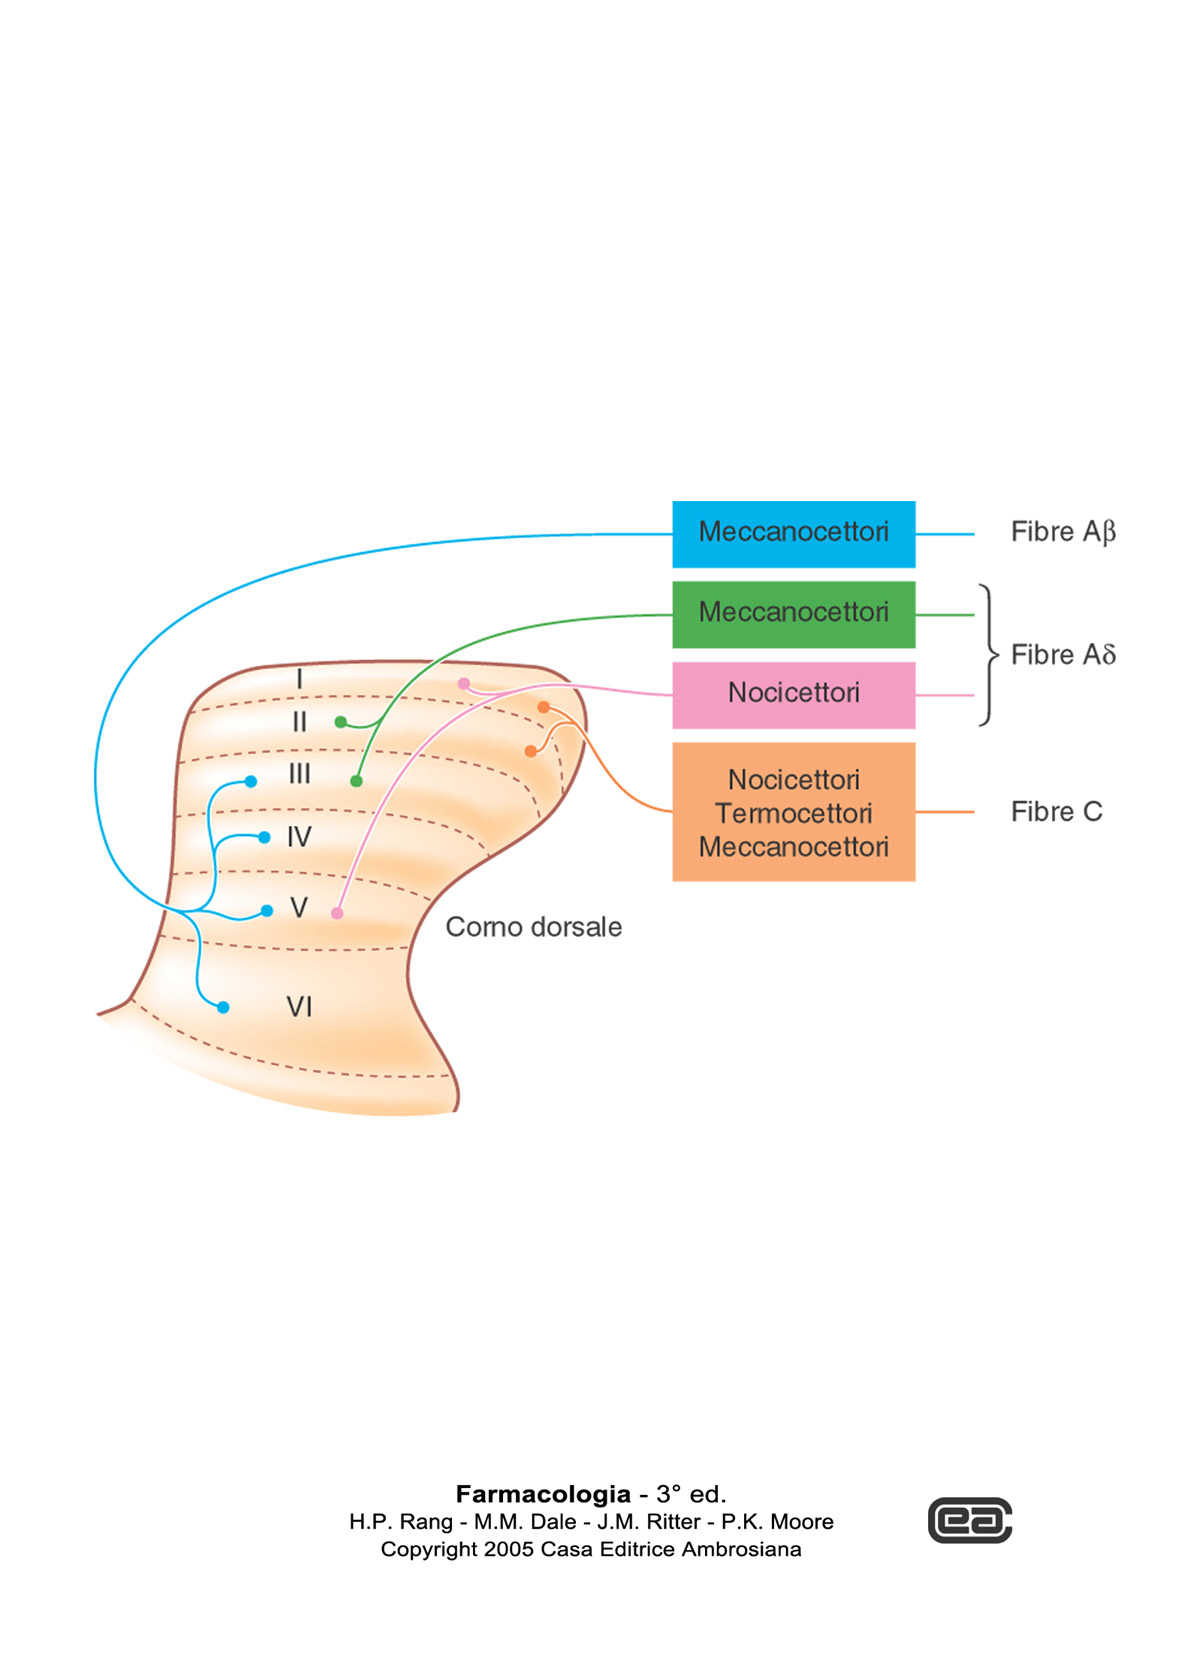 Meccanocettori
Fibre Aβ
Meccanocettori
Nocicettori
Fibre Aδ
Nocicettori
Termocettori
Meccanocettori
Fibre C
I
II
III
IV
V
VI
Corno dorsale
Farmacologia - 3° ed.
H.P. Rang - M.M. Dale - J.M. Ritter - P.K. Moore
Copyright 2005 Casa Editrice Ambrosiana
ea